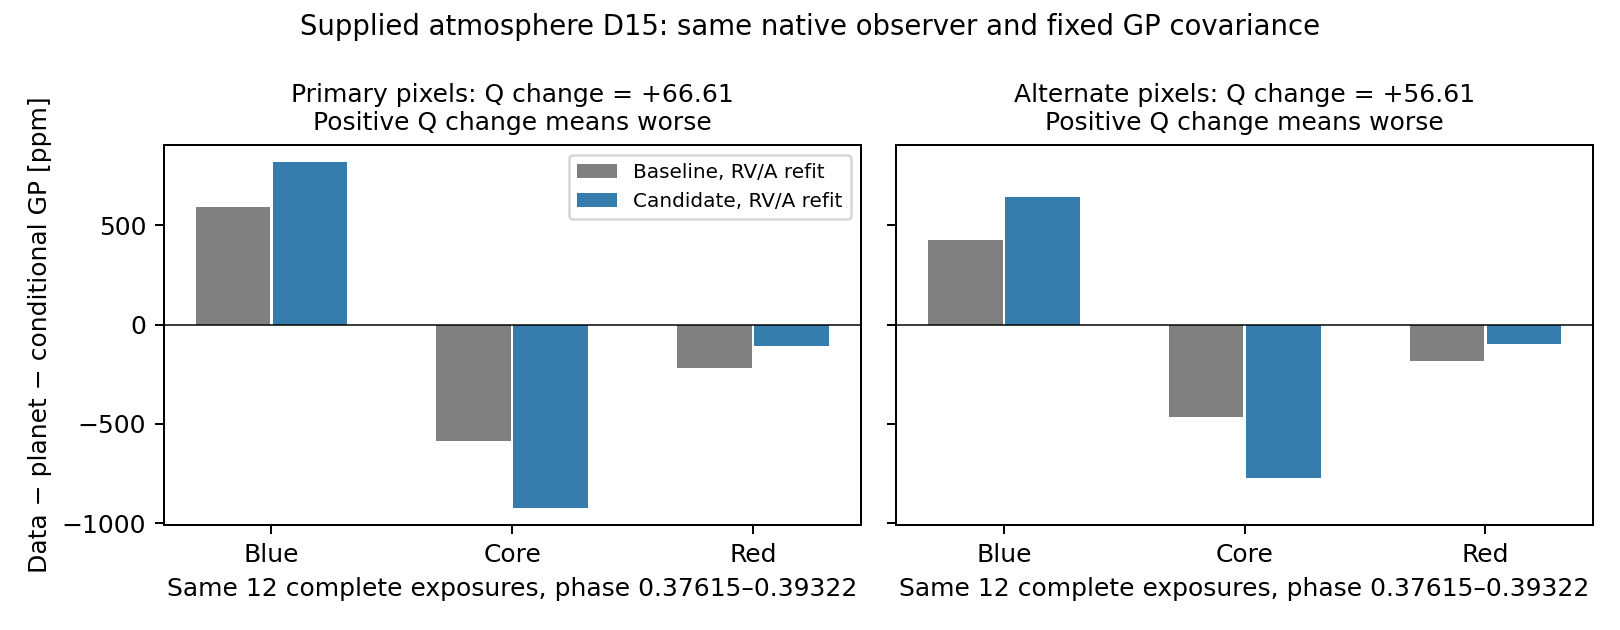 Supplied atmosphere D15: same native observer and fixed GP covariance
Primary pixels: Q change = +66.61
Positive Q change means worse
Alternate pixels: Q change = +56.61
Positive Q change means worse
Data − planet − conditional GP [ppm]
500
0
−500
−1000
Baseline, RV/A refit
Candidate, RV/A refit
Blue
Core
Red
Same 12 complete exposures, phase 0.37615–0.39322
Blue
Core
Red
Same 12 complete exposures, phase 0.37615–0.39322